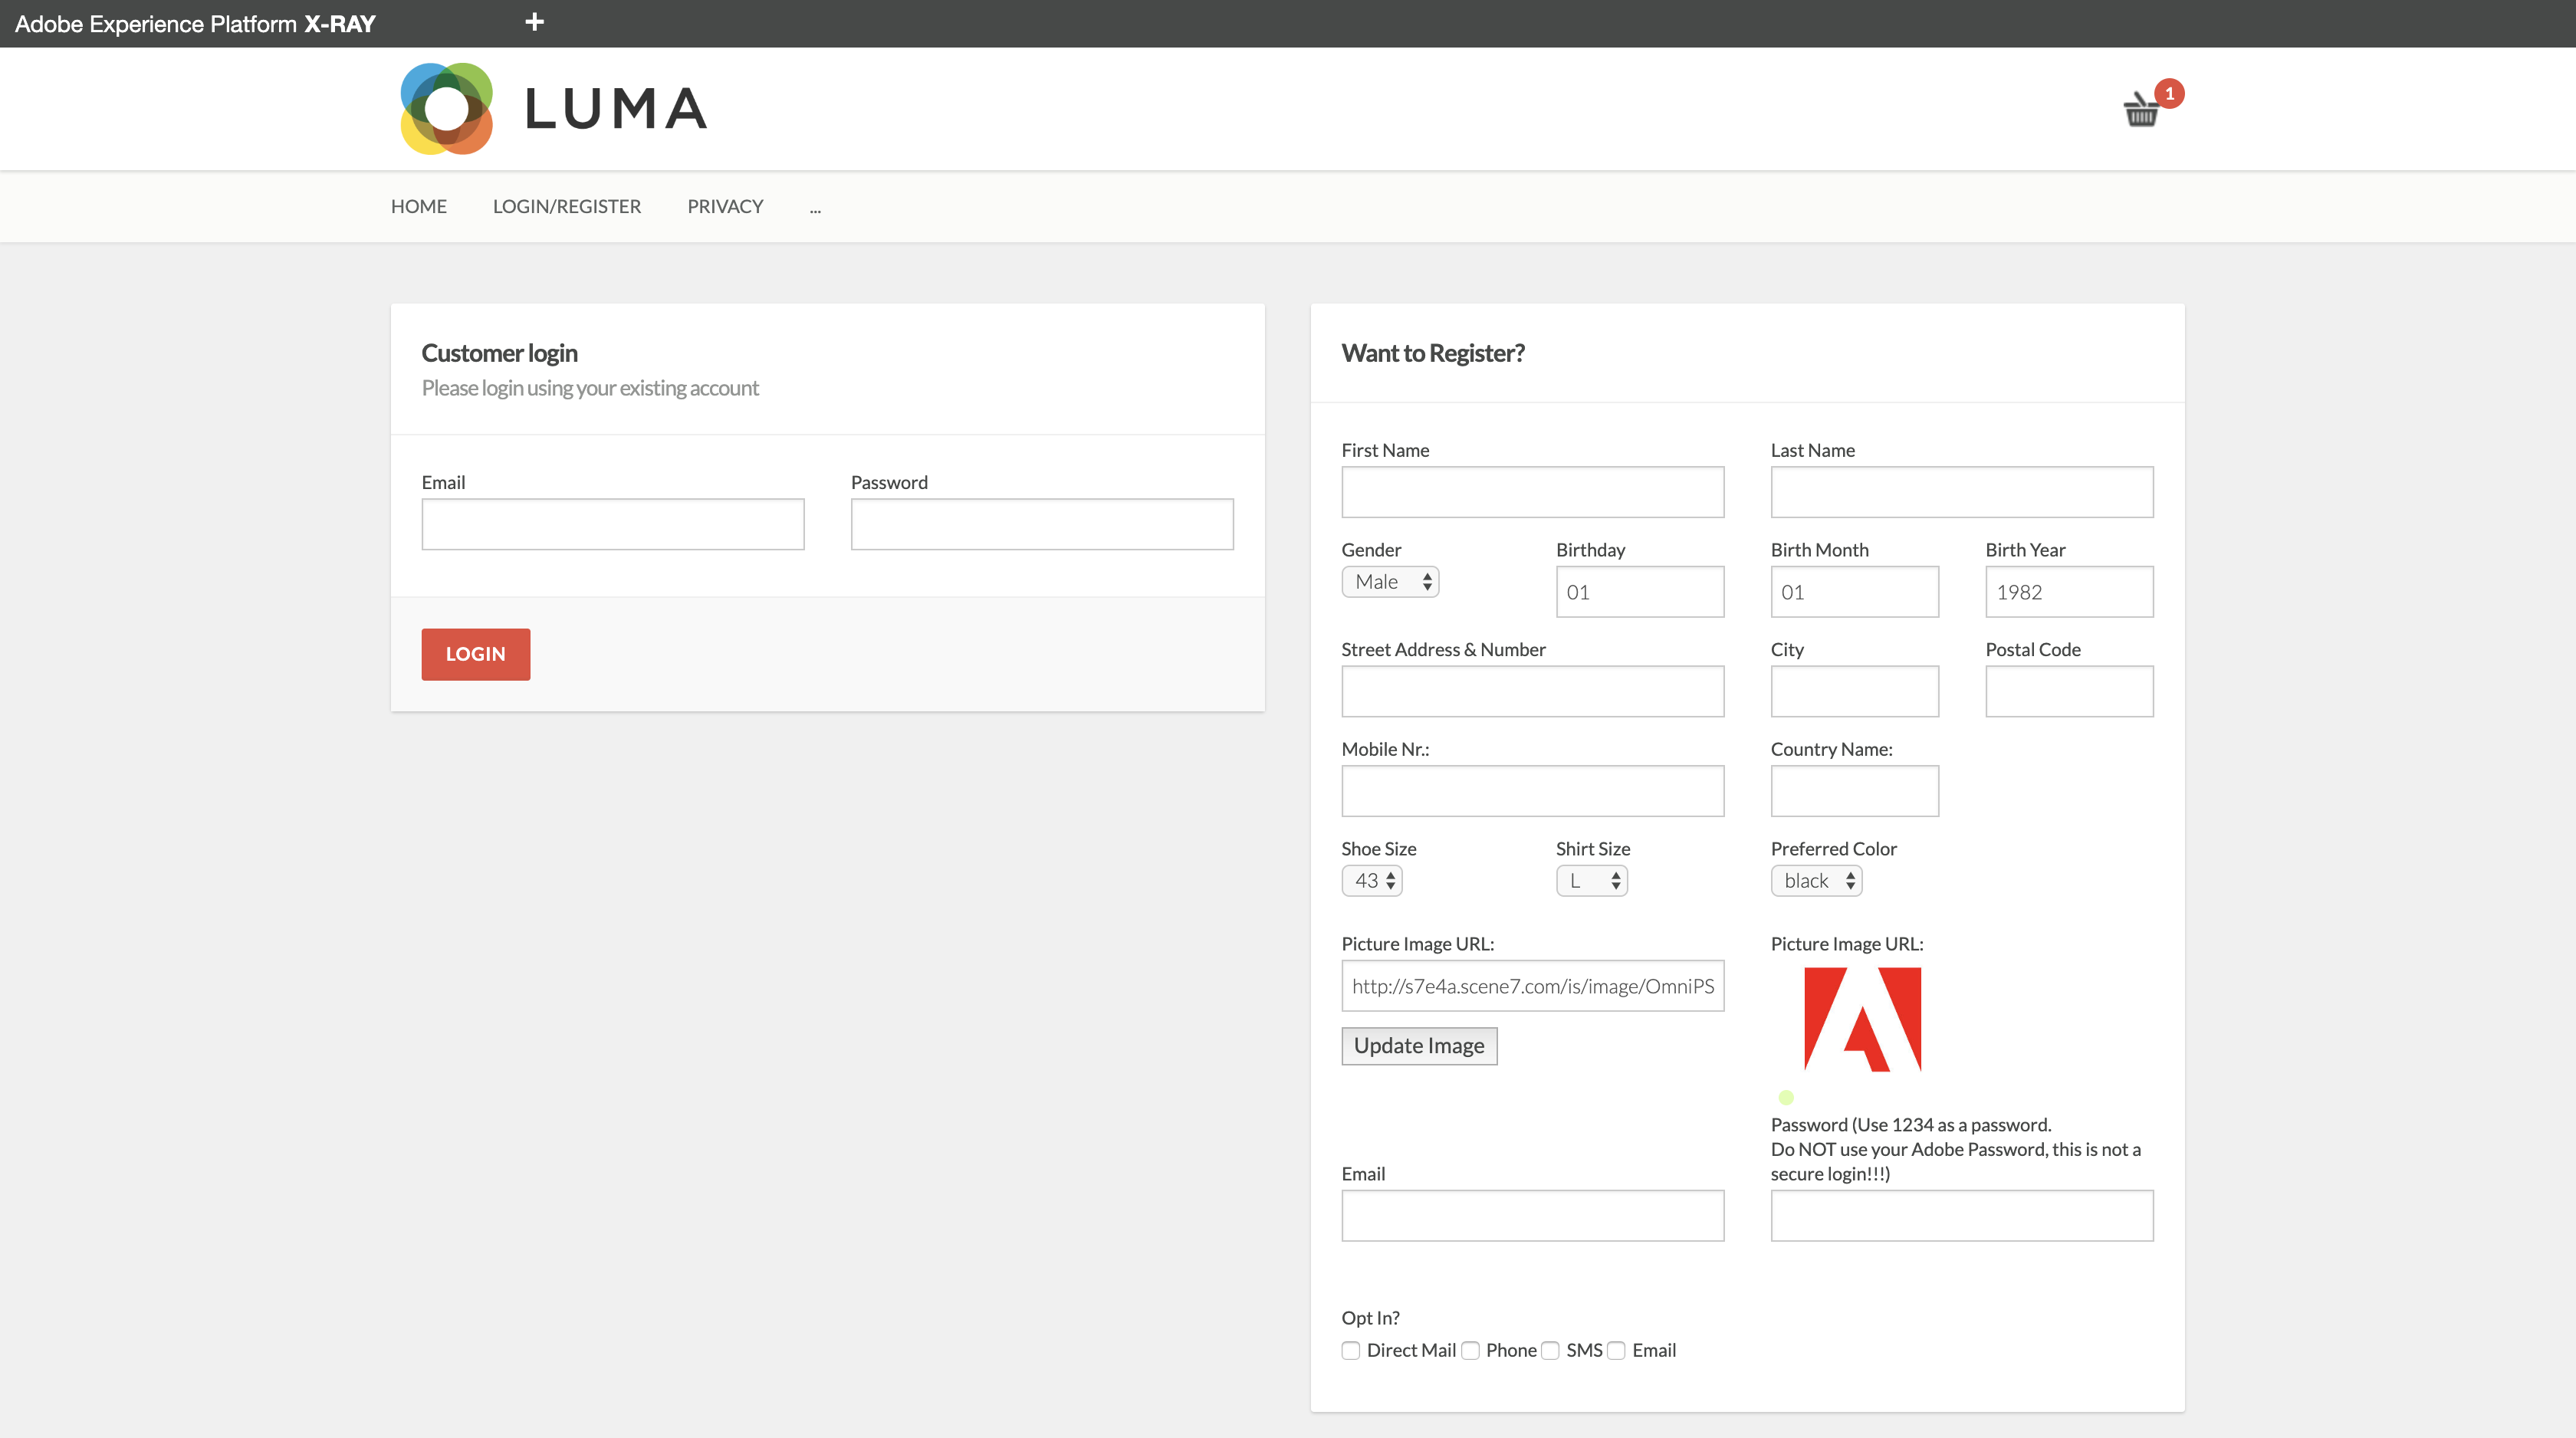 Adobe Experience Platform X-RAY +
LUMA
1
HOME LOGIN/REGISTER PRIVACY ...
Customer login
Please login using your existing account
Email Password
LOGIN
Want to Register?
First Name Last Name
Gender Birthday Birth Month Birth Year
Male 01 01 1982
Street Address & Number City Postal Code
Mobile Nr.: Country Name:
Shoe Size Shirt Size Preferred Color
43 L black
Picture Image URL: Picture Image URL:
http://s7e4a.scene7.com/is/image/OmniPS
Update Image
Password (Use 1234 as a password.
Do NOT use your Adobe Password, this is not a
Email secure login!!!)
Opt In?
Direct Mail Phone SMS Email